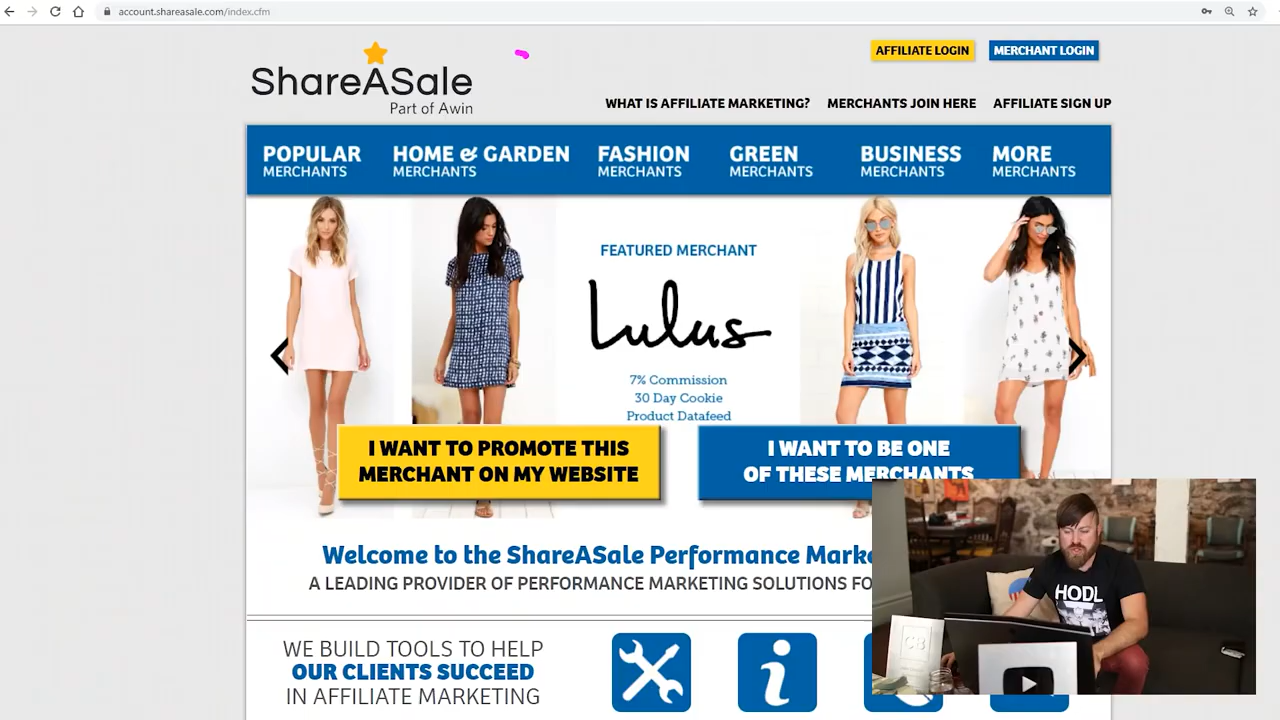 account.shareasale.com/index.cfm
AFFILIATE LOGIN
MERCHANT LOGIN
ShareASale
Part of Awin
WHAT IS AFFILIATE MARKETING?
MERCHANTS JOIN HERE
AFFILIATE SIGN UP
POPULAR
MERCHANTS
HOME & GARDEN
MERCHANTS
FASHION
MERCHANTS
GREEN
MERCHANTS
BUSINESS
MERCHANTS
MORE
MERCHANTS
FEATURED MERCHANT
Lulus
7% Commission
30 Day Cookie
Product Datafeed
I WANT TO PROMOTE THIS
MERCHANT ON MY WEBSITE
I WANT TO BE ONE
OF THESE MERCHANTS
Welcome to the ShareASale Performance Marke
A LEADING PROVIDER OF PERFORMANCE MARKETING SOLUTIONS FO
WE BUILD TOOLS TO HELP
OUR CLIENTS SUCCEED
IN AFFILIATE MARKETING
HODL
CB